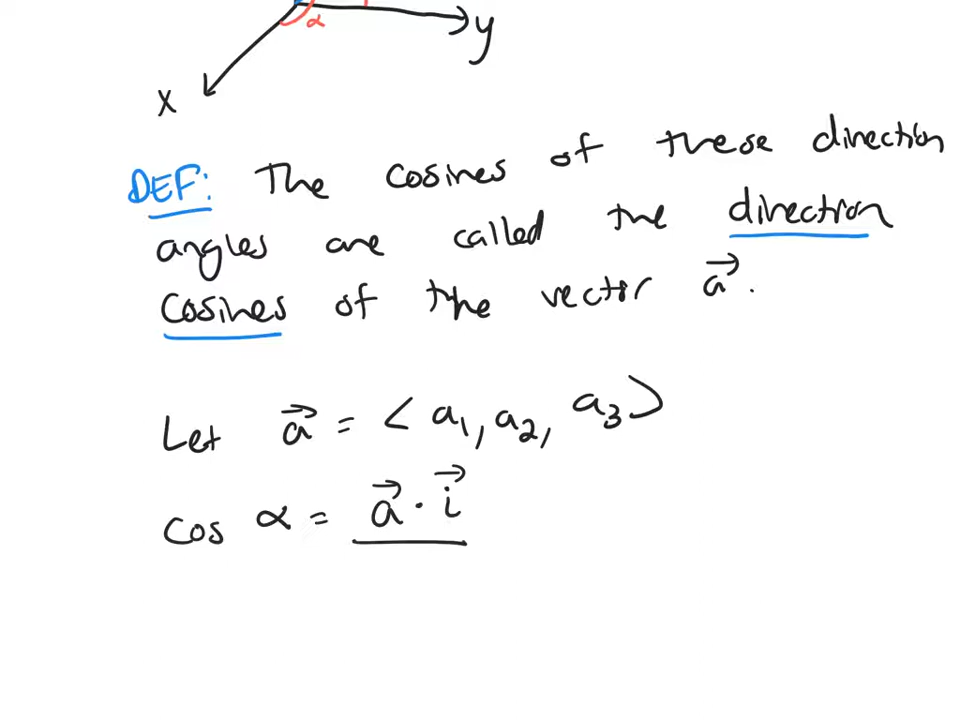 α
y
x
DEF: The cosines of these direction
angles are called the direction
cosines of the vector a⃗.
Let a⃗ = < a₁, a₂, a₃ >
cos α = a⃗ · i⃗